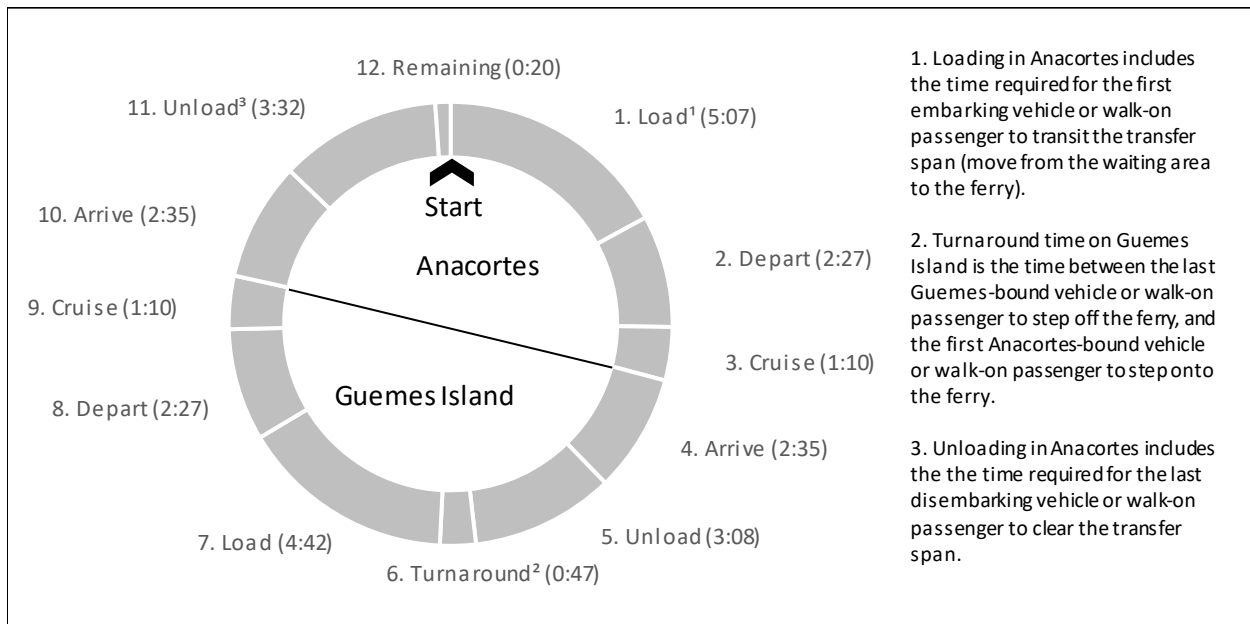 12. Remaining (0:20)
1. Load¹ (5:07)
2. Depart (2:27)
3. Cruise (1:10)
4. Arrive (2:35)
5. Unload (3:08)
6. Turnaround² (0:47)
7. Load (4:42)
8. Depart (2:27)
9. Cruise (1:10)
10. Arrive (2:35)
11. Unload³ (3:32)
Start
Anacortes
Guemes Island
1. Loading in Anacortes includes
the time required for the first
embarking vehicle or walk-on
passenger to transit the transfer
span (move from the waiting area
to the ferry).
2. Turnaround time on Guemes
Island is the time between the last
Guemes-bound vehicle or walk-on
passenger to step off the ferry, and
the first Anacortes-bound vehicle
or walk-on passenger to step onto
the ferry.
3. Unloading in Anacortes includes
the the time required for the last
disembarking vehicle or walk-on
passenger to clear the transfer
span.